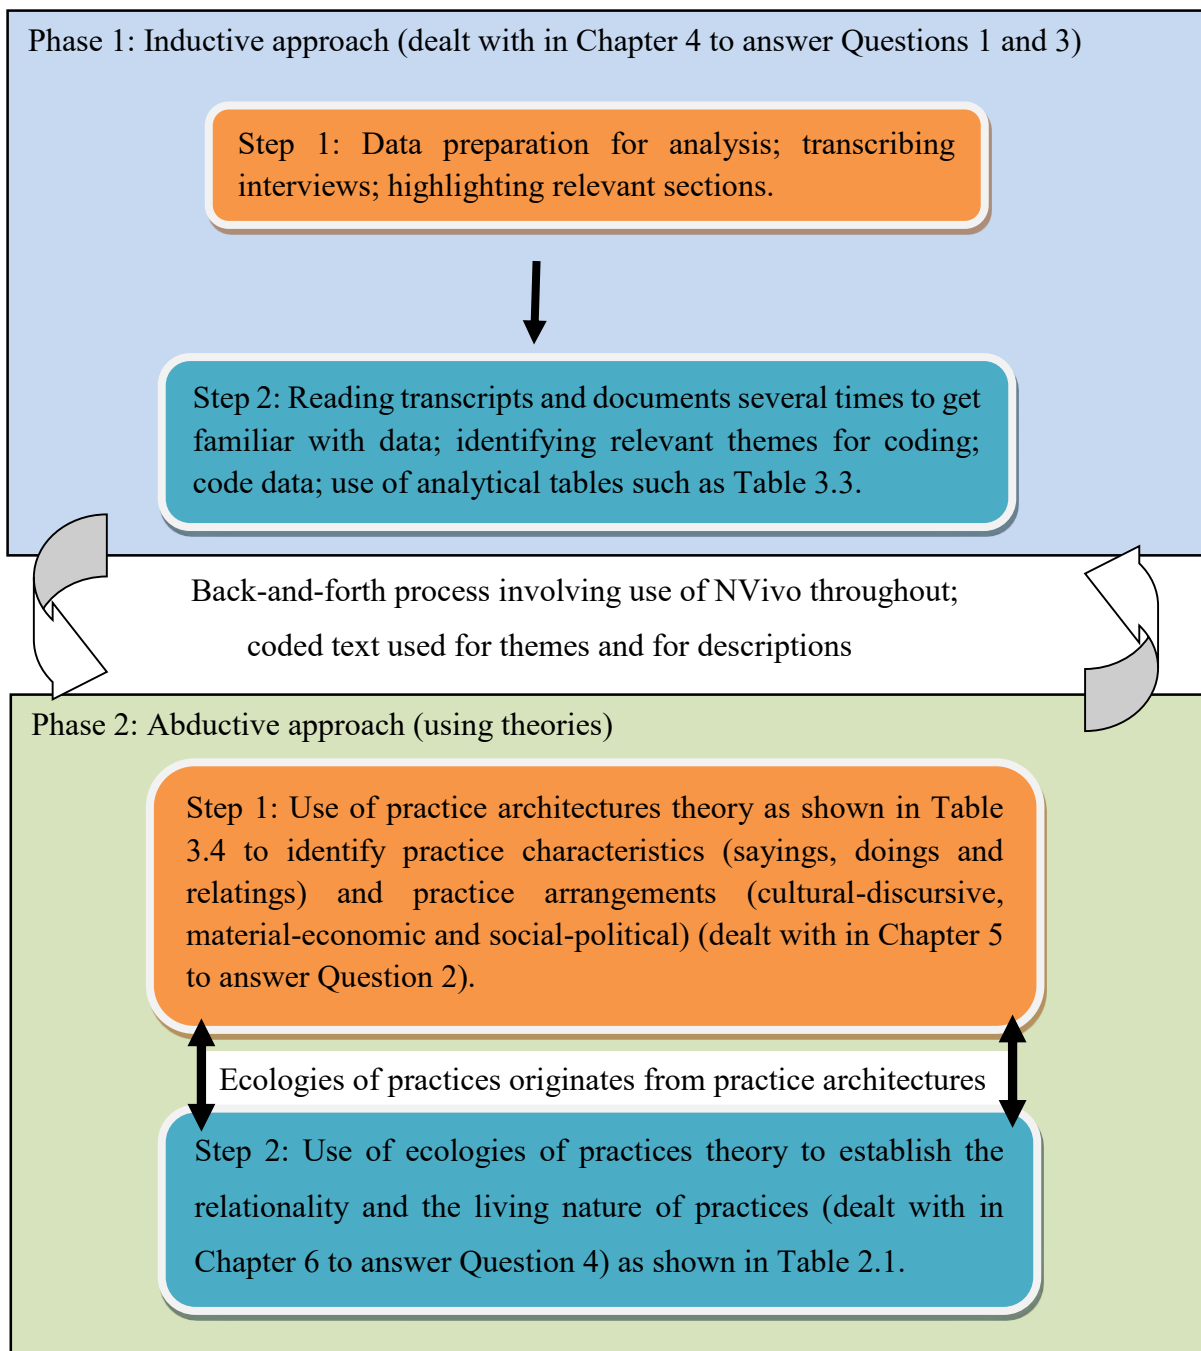 Phase 1: Inductive approach (dealt with in Chapter 4 to answer Questions 1 and 3)
Step 1: Data preparation for analysis; transcribing
interviews; highlighting relevant sections.
Step 2: Reading transcripts and documents several times to get
familiar with data; identifying relevant themes for coding;
code data; use of analytical tables such as Table 3.3.
Back-and-forth process involving use of NVivo throughout;
coded text used for themes and for descriptions
Phase 2: Abductive approach (using theories)
Step 1: Use of practice architectures theory as shown in Table
3.4 to identify practice characteristics (sayings, doings and
relatings) and practice arrangements (cultural-discursive,
material-economic and social-political) (dealt with in Chapter 5
to answer Question 2).
Ecologies of practices originates from practice architectures
Step 2: Use of ecologies of practices theory to establish the
relationality and the living nature of practices (dealt with in
Chapter 6 to answer Question 4) as shown in Table 2.1.